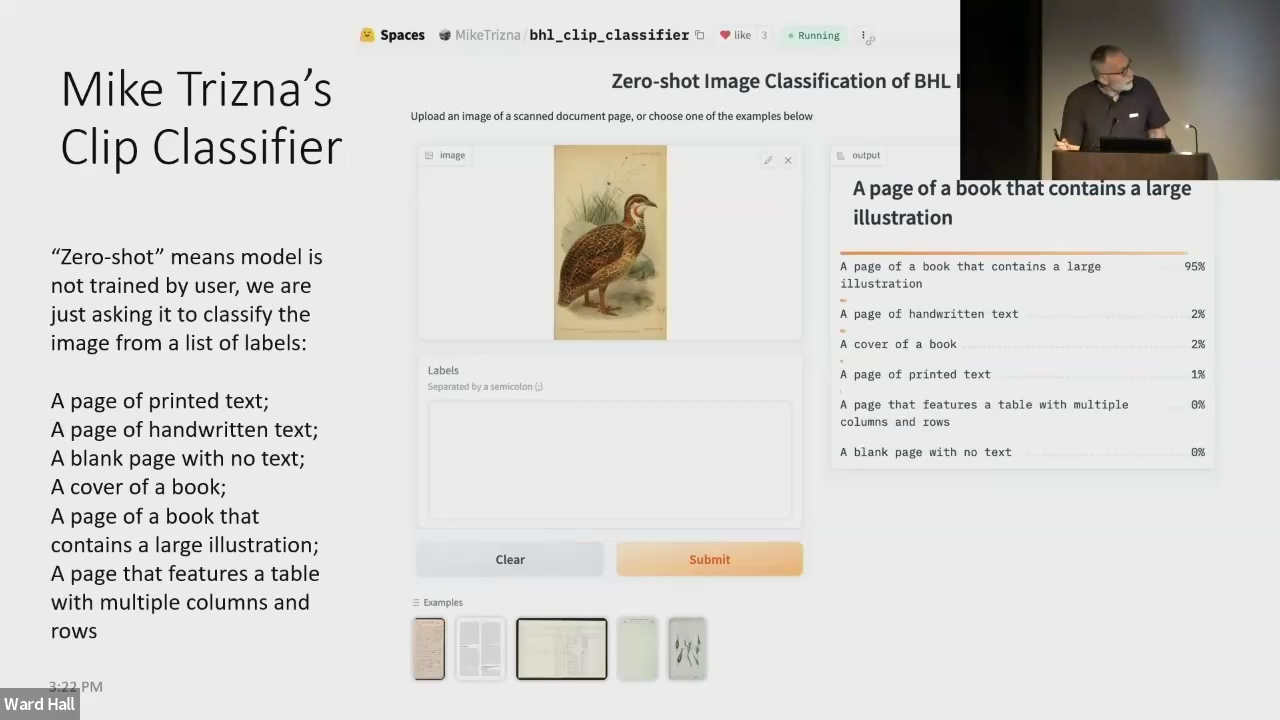 Mike Trizna's
Clip Classifier
"Zero-shot" means model is
not trained by user, we are
just asking it to classify the
image from a list of labels:
A page of printed text;
A page of handwritten text;
A blank page with no text;
A cover of a book;
A page of a book that
contains a large illustration;
A page that features a table
with multiple columns and
rows
3:22 PM
Ward Hall
Spaces MikeTrizna/bhl_clip_classifier like 3 Running
Zero-shot Image Classification of BHL
Upload an image of a scanned document page, or choose one of the examples below
image
Labels
Separated by a semicolon (;)
Clear Submit
Examples
output
A page of a book that contains a large
illustration
A page of a book that contains a large 95%
illustration
A page of handwritten text 2%
A cover of a book 2%
A page of printed text 1%
A page that features a table with multiple 0%
columns and rows
A blank page with no text 0%